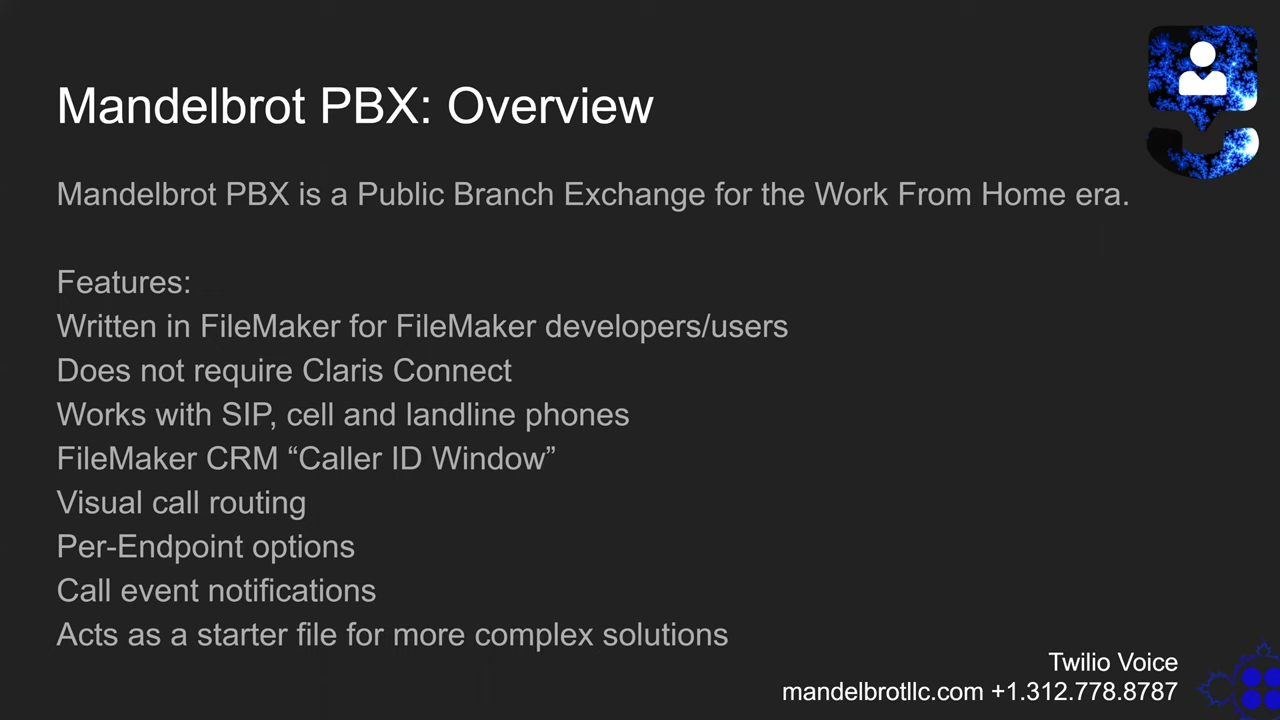 Mandelbrot PBX: Overview
Mandelbrot PBX is a Public Branch Exchange for the Work From Home era.
Features:
Written in FileMaker for FileMaker developers/users
Does not require Claris Connect
Works with SIP, cell and landline phones
FileMaker CRM “Caller ID Window”
Visual call routing
Per-Endpoint options
Call event notifications
Acts as a starter file for more complex solutions
Twilio Voice
mandelbrotllc.com +1.312.778.8787